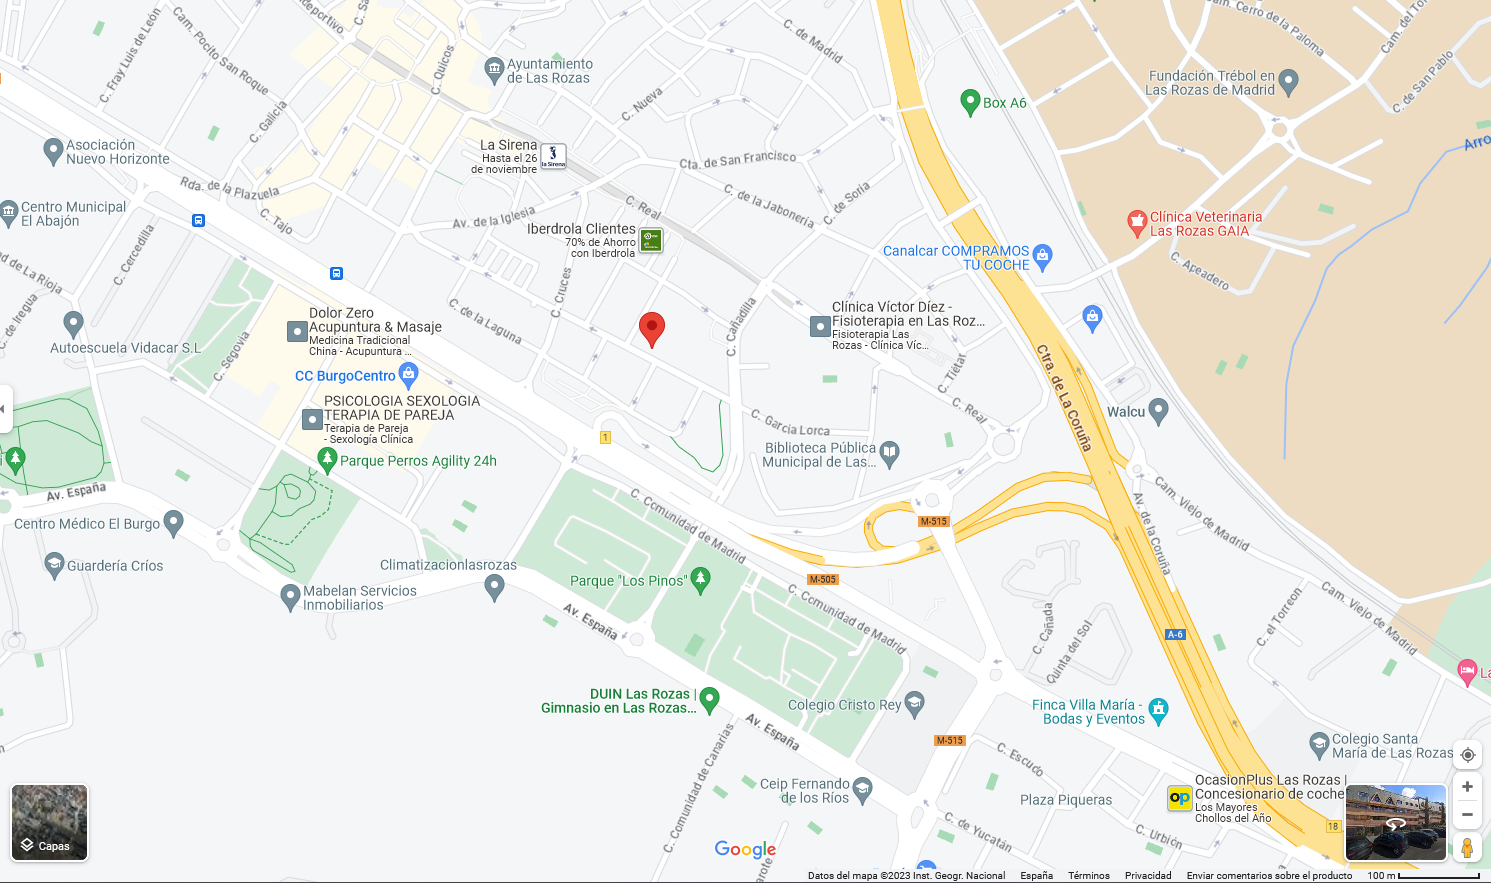 C. Fray Luis de León
Cam. Pocito San Roque
C. Galicia
C. Quicos
C. de Madrid
Cam. Cerro de la Paloma
Cam. del
C. de San Pablo
Ayuntamiento
de Las Rozas
C. Nueva
Box A6
Fundación Trébol en
Las Rozas de Madrid
Arro
Asociación
Nuevo Horizonte
La Sirena
Hasta el 26
de noviembre
la Sirena
Cta. de San Francisco
Rda. de la Plazuela
C. Tajo
C. de la Jabonería
C. de Soria
Centro Municipal
El Abajón
C. Cercedilla
Av. de la Iglesia
C. Real
Iberdrola Clientes
70% de Ahorro
con Iberdrola
Clínica Veterinaria
Las Rozas GAIA
Canalcar COMPRAMOS
TU COCHE
C. Apeadero
d de La Rioja
C. de Iregua
C. Cruces
C. de la Laguna
C. Cañadilla
Dolor Zero
Acupuntura & Masaje
Medicina Tradicional
China - Acupuntura ...
Clínica Víctor Díez -
Fisioterapia en Las Roz...
Fisioterapia Las
Rozas - Clínica Víc...
Autoescuela Vidacar S.L
C. Segovia
CC BurgoCentro
C. Tiétar
Ctra. de La Coruña
PSICOLOGIA SEXOLOGIA
TERAPIA DE PAREJA
Terapia de Pareja
- Sexología Clínica
C. Real
Walcu
C. García Lorca
1
Biblioteca Pública
Municipal de Las...
Parque Perros Agility 24h
Av. España
C. Comunidad de Madrid
Cam. Viejo de Madrid
Av. de la Coruña
Centro Médico El Burgo
M-515
Guardería Críos
Climatizacionlasrozas
Parque "Los Pinos"
M-505
Mabelan Servicios
Inmobiliarios
C. Comunidad de Madrid
Av. España
C. Cañada
Quinta del Sol
C. el Torreon
Cam. Viejo de Madrid
A-6
La
DUIN Las Rozas |
Gimnasio en Las Rozas...
Colegio Cristo Rey
Finca Villa María -
Bodas y Eventos
Av. España
M-515
C. Escudo
Colegio Santa
María de Las Rozas
C. Comunidad de Canarias
Ceip Fernando
de los Ríos
Plaza Piqueras
OcasionPlus Las Rozas |
Concesionario de coche
Los Mayores
Chollos del Año
op
C. de Yucatán
C. Urbión
18
Capas
Google
Datos del mapa ©2023 Inst. Geogr. Nacional España Términos Privacidad Enviar comentarios sobre el producto 100 m